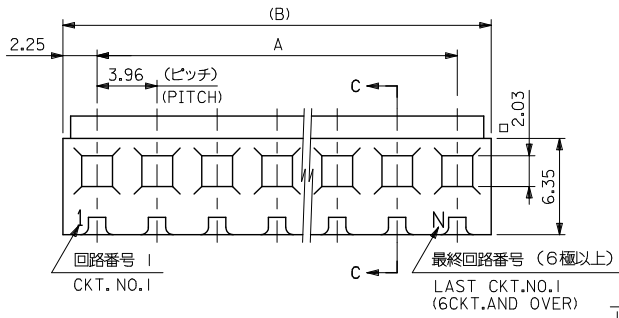 (B)
2.25
A
3.96
(ピッチ)
(PITCH)
C
□ 2.03
6.35
1
N
回路番号 1
CKT.NO.1
C
最終回路番号 (6極以上)
LAST CKT.NO.1
(6CKT.AND OVER)